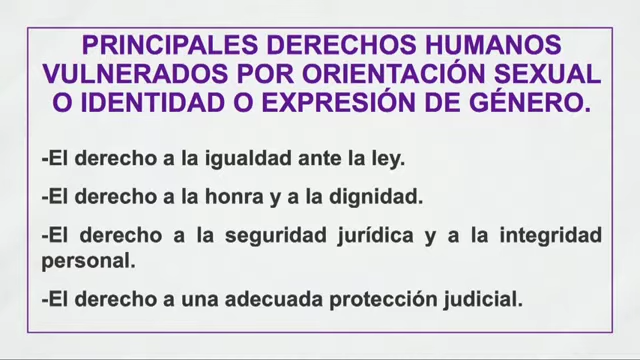 PRINCIPALES DERECHOS HUMANOS
VULNERADOS POR ORIENTACIÓN SEXUAL
O IDENTIDAD O EXPRESIÓN DE GÉNERO.
-El derecho a la igualdad ante la ley.
-El derecho a la honra y a la dignidad.
-El derecho a la seguridad jurídica y a la integridad
personal.
-El derecho a una adecuada protección judicial.